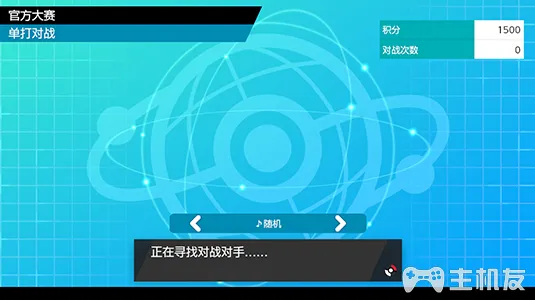 官方大赛
单打对战
积分 1500
对战次数 0
♪随机
正在寻找对战对手……
主机友